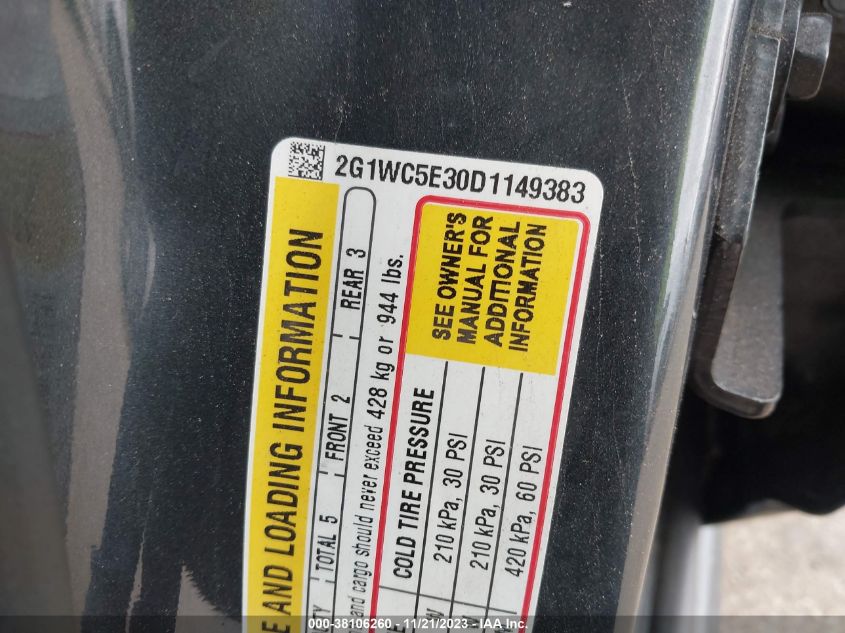 2G1WC5E30D1149383
E AND LOADING INFORMATION
TOTAL 5 FRONT 2 REAR 3
and cargo should never exceed 428 kg or 944 lbs.
COLD TIRE PRESSURE
210 kPa, 30 PSI
210 kPa, 30 PSI
420 kPa, 60 PSI
SEE OWNER'S
MANUAL FOR
ADDITIONAL
INFORMATION
000-38106260 - 11/21/2023 - IAA Inc.